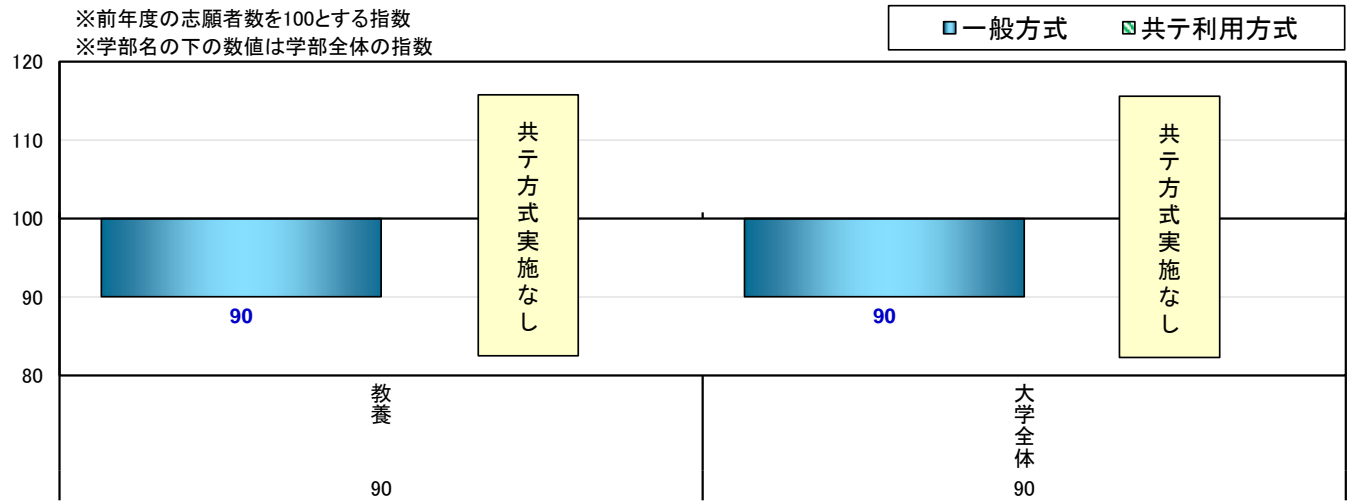 ※前年度の志願者数を100とする指数
※学部名の下の数値は学部全体の指数
一般方式 共テ利用方式
120
110
100
90
80
90
共テ方式実施なし
90
共テ方式実施なし
教養
大学全体
90
90